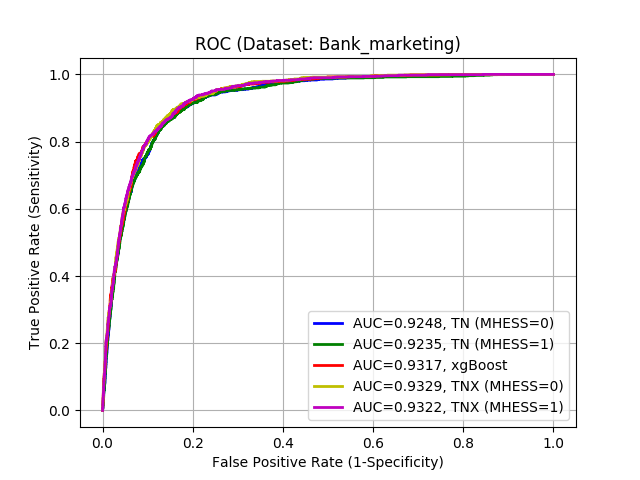 ROC (Dataset: Bank_marketing)
True Positive Rate (Sensitivity)
1.0
0.8
0.6
0.4
0.2
0.0
AUC=0.9248, TN (MHESS=0)
AUC=0.9235, TN (MHESS=1)
AUC=0.9317, xgBoost
AUC=0.9329, TNX (MHESS=0)
AUC=0.9322, TNX (MHESS=1)
0.0 0.2 0.4 0.6 0.8 1.0
False Positive Rate (1-Specificity)